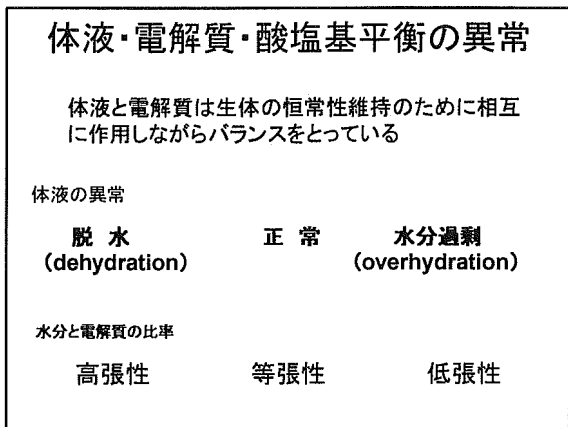 体液・電解質・酸塩基平衡の異常
体液と電解質は生体の恒常性維持のために相互
に作用しながらバランスをとっている
体液の異常
脱 水 正 常 水分過剰
(dehydration) (overhydration)
水分と電解質の比率
高張性 等張性 低張性